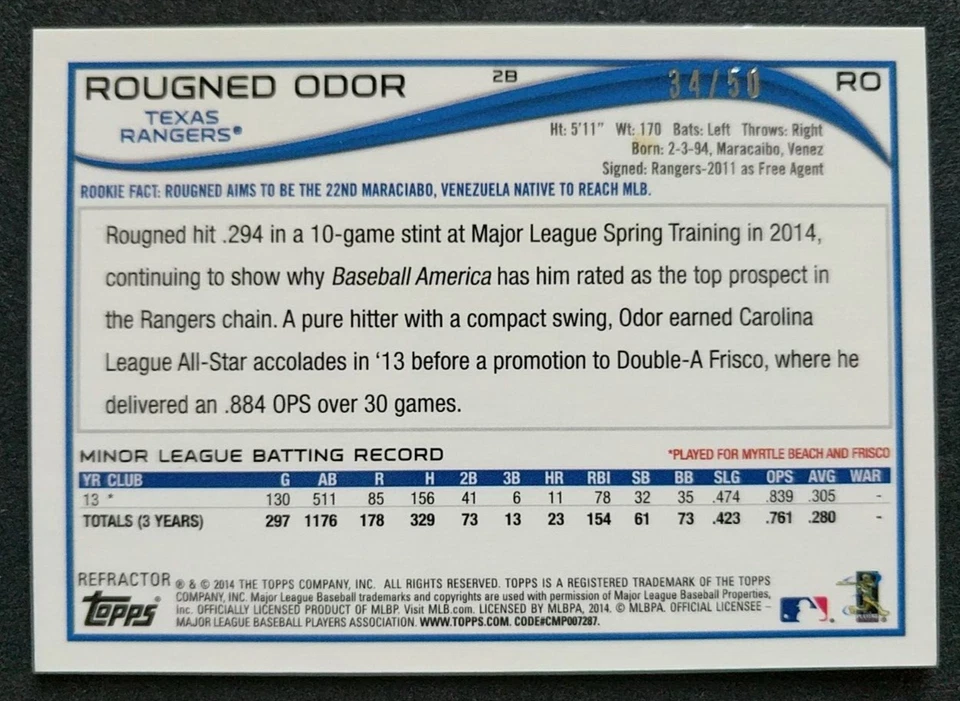 ROUGNED ODOR 2B 34/50 RO
TEXAS
RANGERS®
Ht: 5'11" Wt: 170 Bats: Left Throws: Right
Born: 2-3-94, Maracaibo, Venez
Signed: Rangers-2011 as Free Agent
ROOKIE FACT: ROUGNED AIMS TO BE THE 22ND MARACIABO, VENEZUELA NATIVE TO REACH MLB.
Rougned hit .294 in a 10-game stint at Major League Spring Training in 2014,
continuing to show why Baseball America has him rated as the top prospect in
the Rangers chain. A pure hitter with a compact swing, Odor earned Carolina
League All-Star accolades in '13 before a promotion to Double-A Frisco, where he
delivered an .884 OPS over 30 games.
MINOR LEAGUE BATTING RECORD *PLAYED FOR MYRTLE BEACH AND FRISCO
YR CLUB G AB R H 2B 3B HR RBI SB BB SLG OPS AVG WAR
13 * 130 511 85 156 41 6 11 78 32 35 .474 .839 .305 -
TOTALS (3 YEARS) 297 1176 178 329 73 13 23 154 61 73 .423 .761 .280 -
REFRACTOR ® & © 2014 THE TOPPS COMPANY, INC. ALL RIGHTS RESERVED. TOPPS IS A REGISTERED TRADEMARK OF THE TOPPS
COMPANY, INC. Major League Baseball trademarks and copyrights are used with permission of Major League Baseball Properties,
Inc. OFFICIALLY LICENSED PRODUCT OF MLBP. Visit MLB.com. LICENSED BY MLBPA, 2014. © MLBPA. OFFICIAL LICENSEE –
MAJOR LEAGUE BASEBALL PLAYERS ASSOCIATION. WWW.TOPPS.COM. CODE#CMP007287.
Topps®